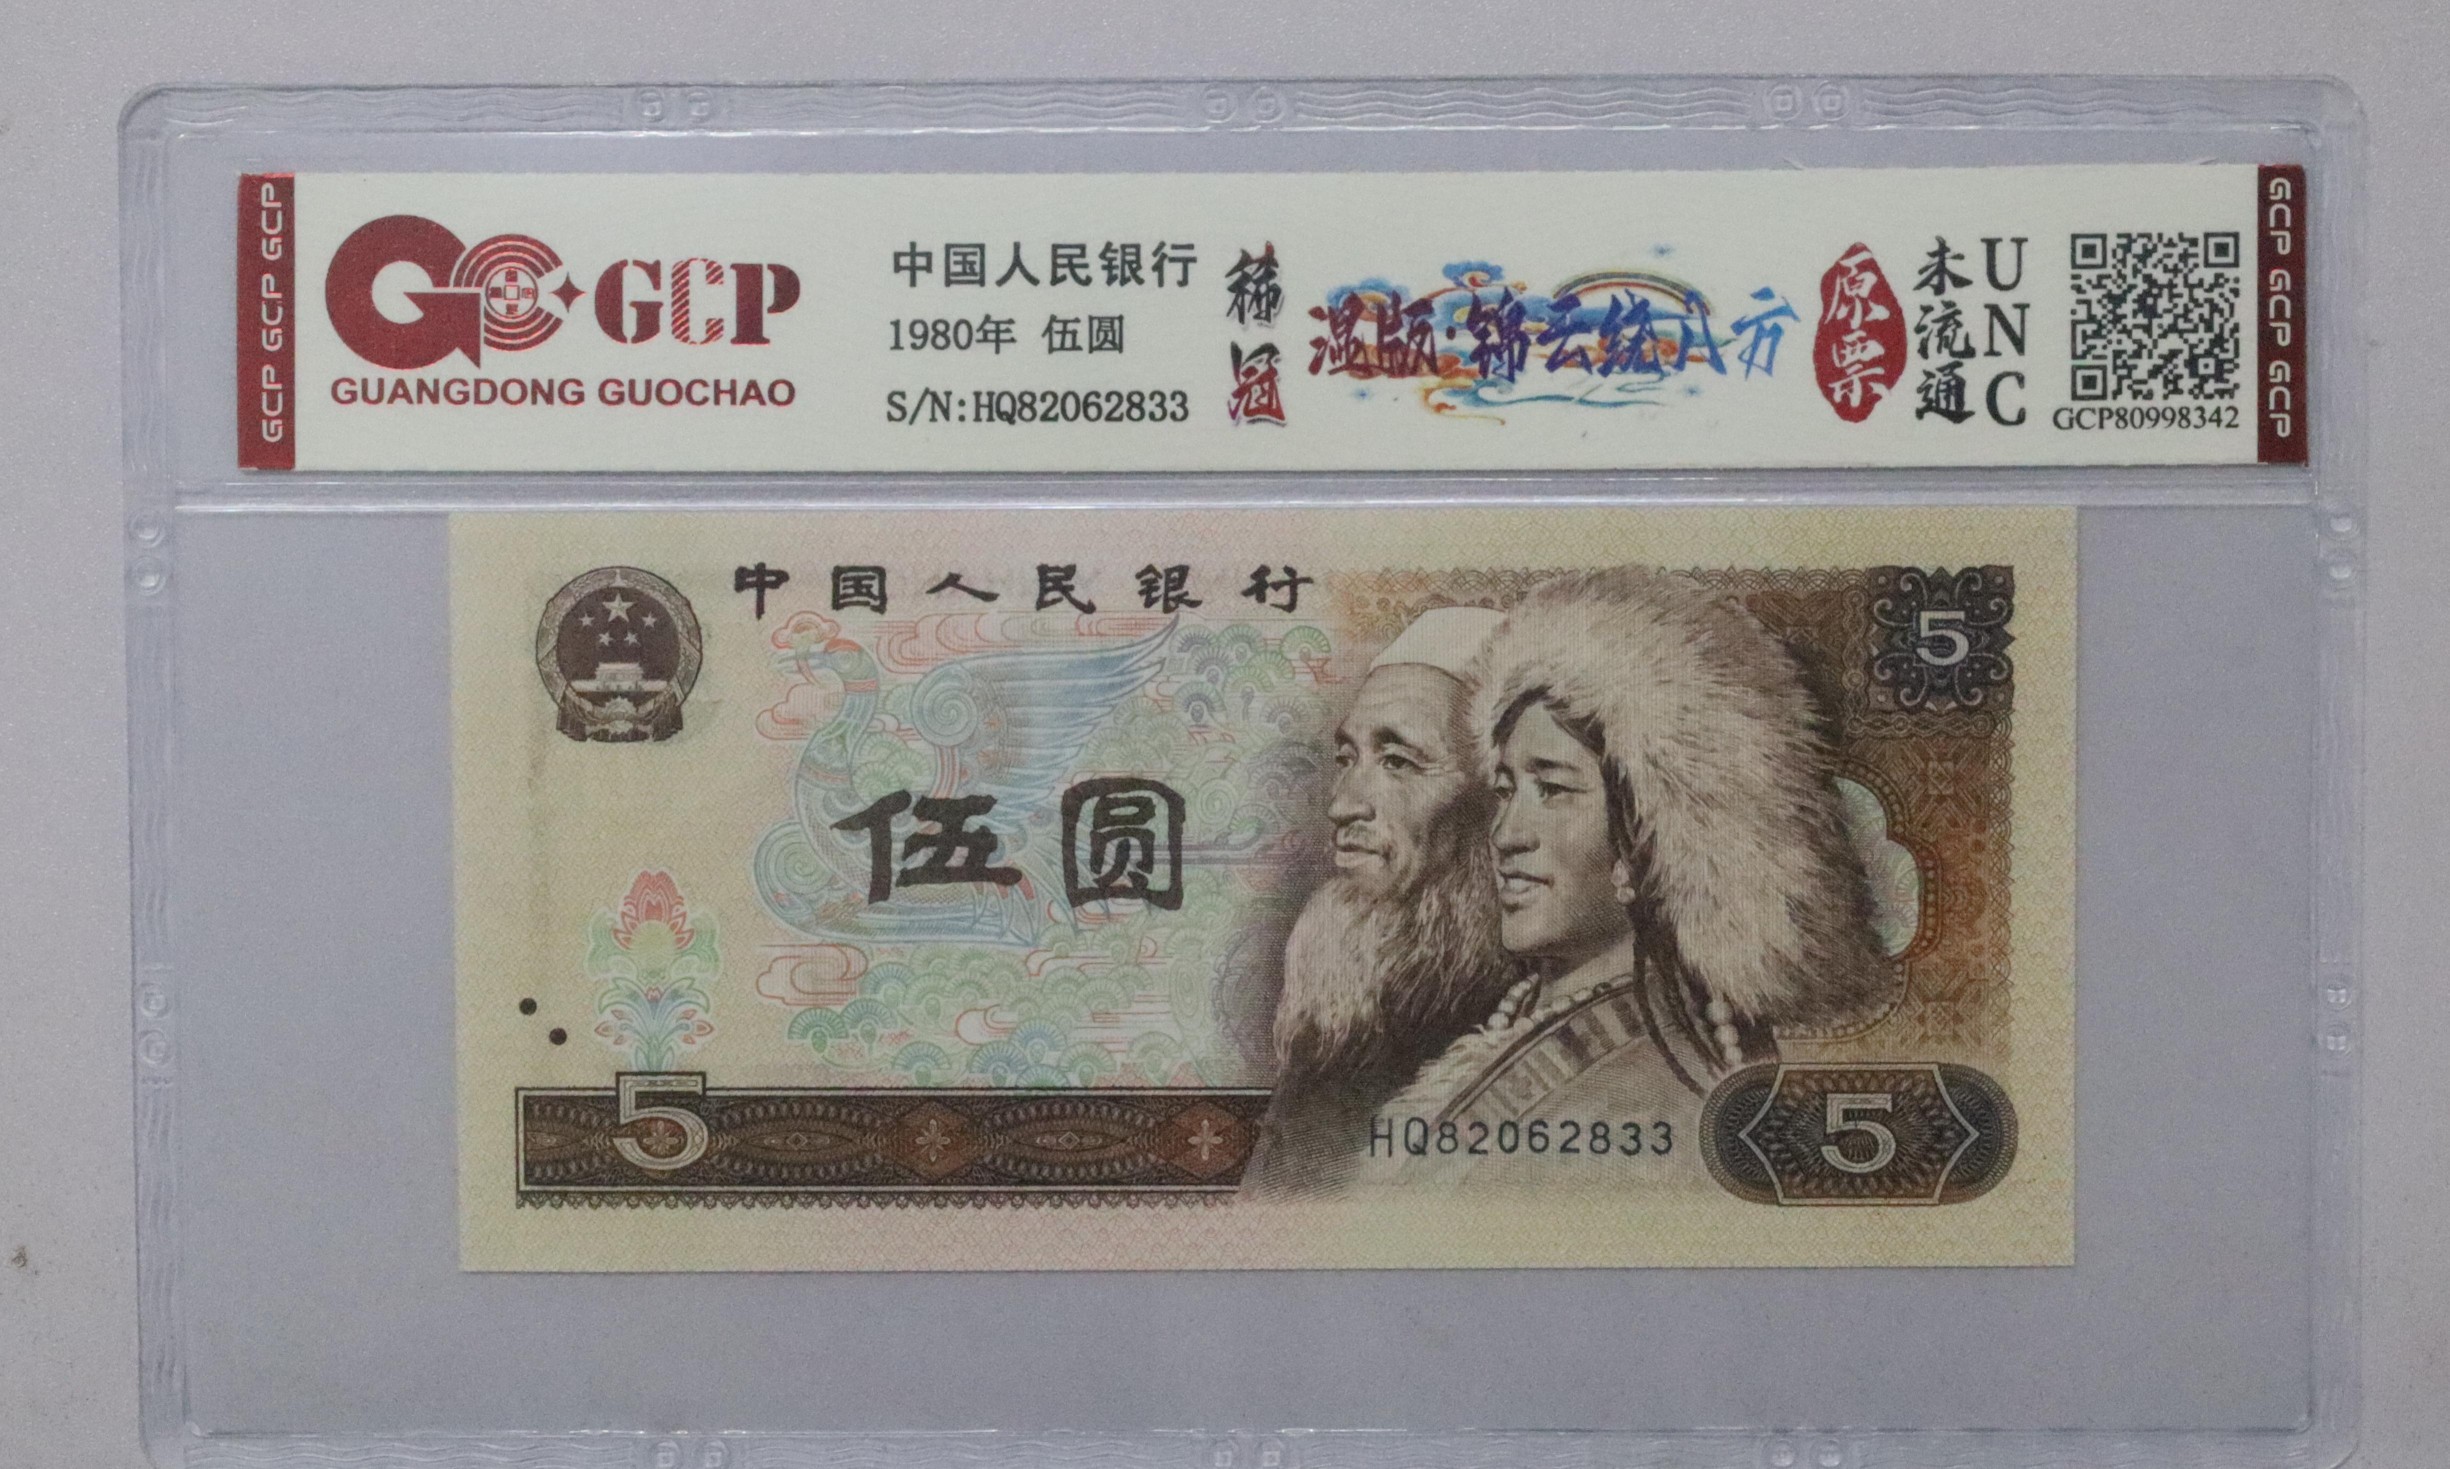 GCP GCP GCP
GCP
GUANGDONG GUOCHAO
中国人民银行
1980年 伍圆
S/N:HQ82062833
稀冠
温版·锦云绕八方
原票
未流通
UNC
GCP80998342
GCP GCP GCP
中国人民银行
5
伍圆
5
HQ82062833
5